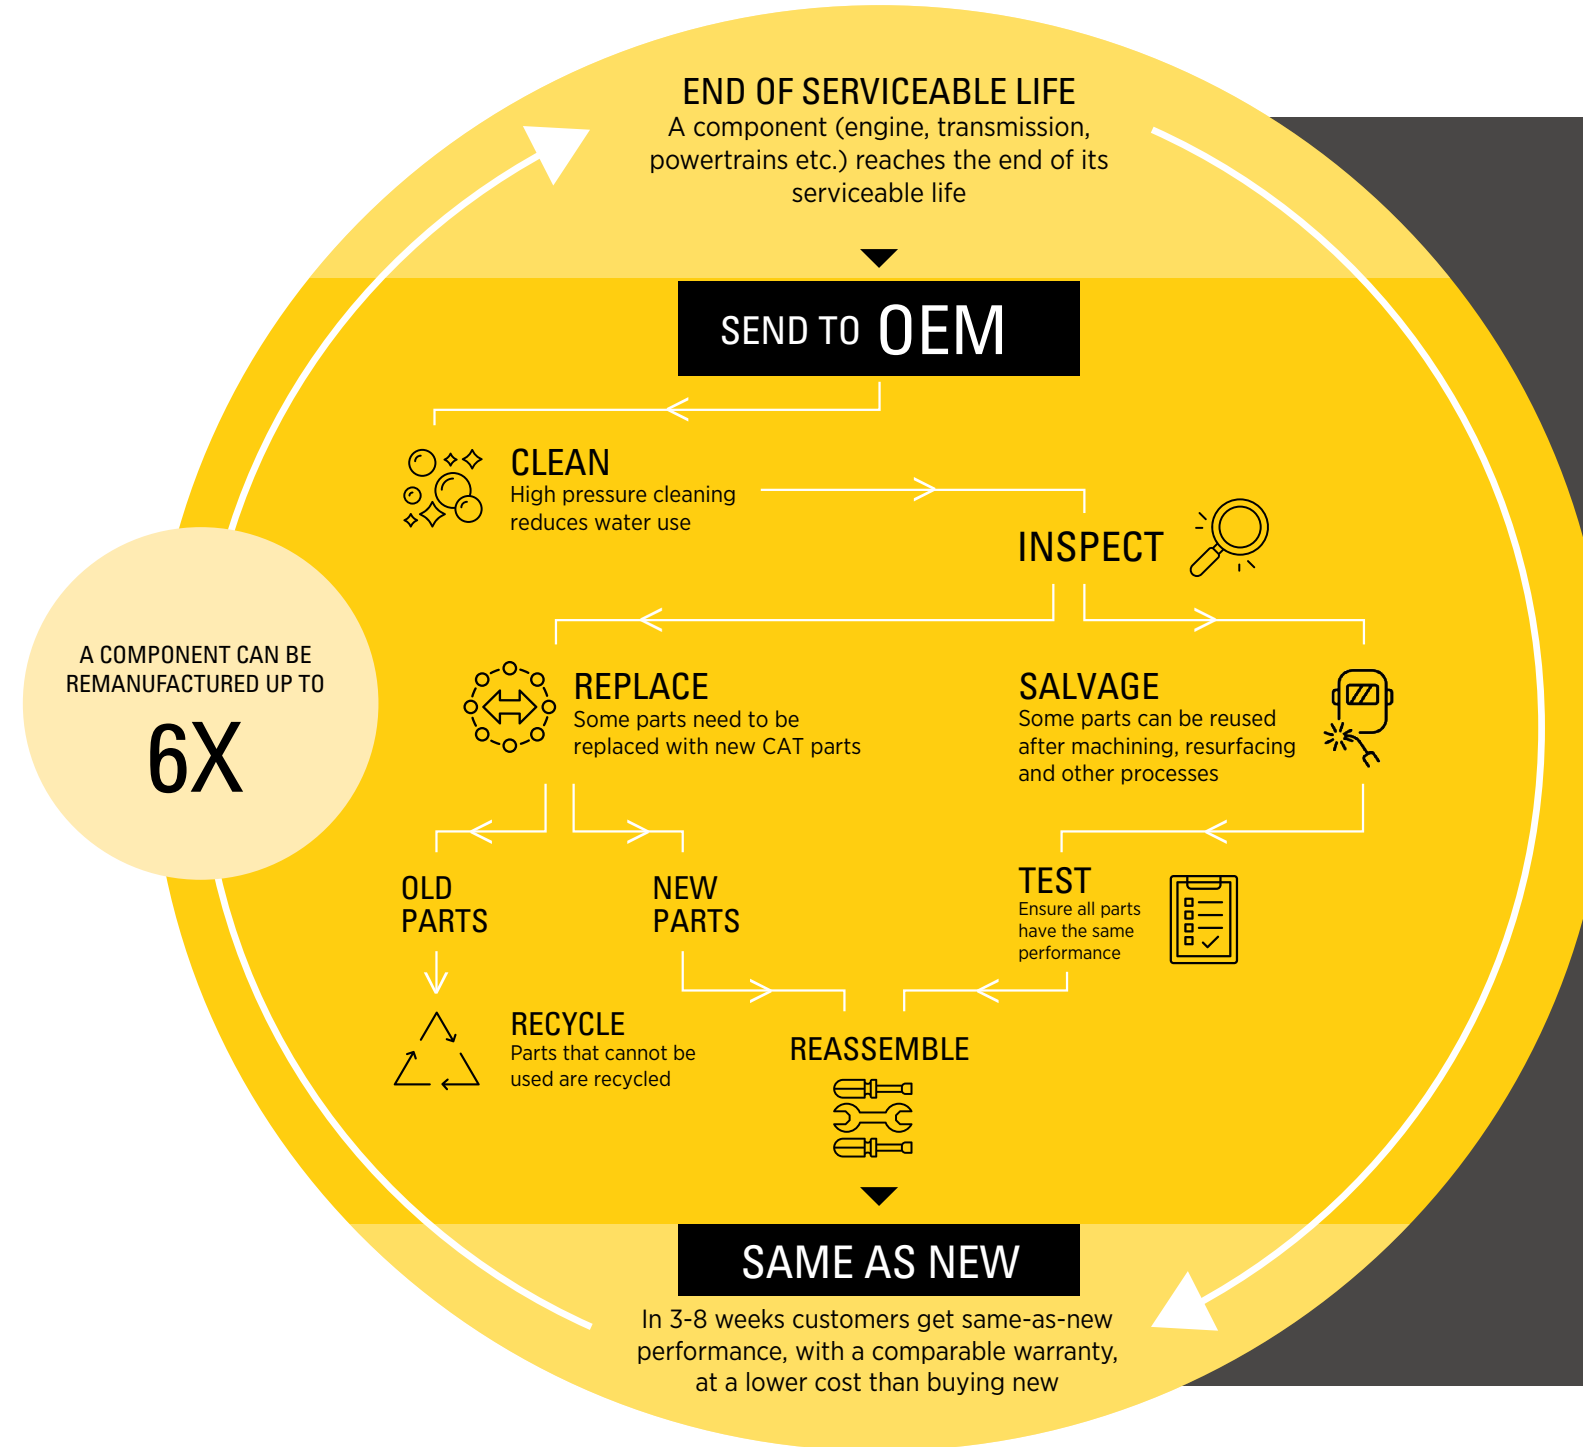 END OF SERVICEABLE LIFE
A component (engine, transmission,
powertrains etc.) reaches the end of its
serviceable life
SEND TO OEM
CLEAN
High pressure cleaning
reduces water use
INSPECT
A COMPONENT CAN BE
REMANUFACTURED UP TO
6X
REPLACE
Some parts need to be
replaced with new CAT parts
SALVAGE
Some parts can be reused
after machining, resurfacing
and other processes
OLD
PARTS
NEW
PARTS
TEST
Ensure all parts
have the same
performance
RECYCLE
Parts that cannot be
used are recycled
REASSEMBLE
SAME AS NEW
In 3-8 weeks customers get same-as-new
performance, with a comparable warranty,
at a lower cost than buying new